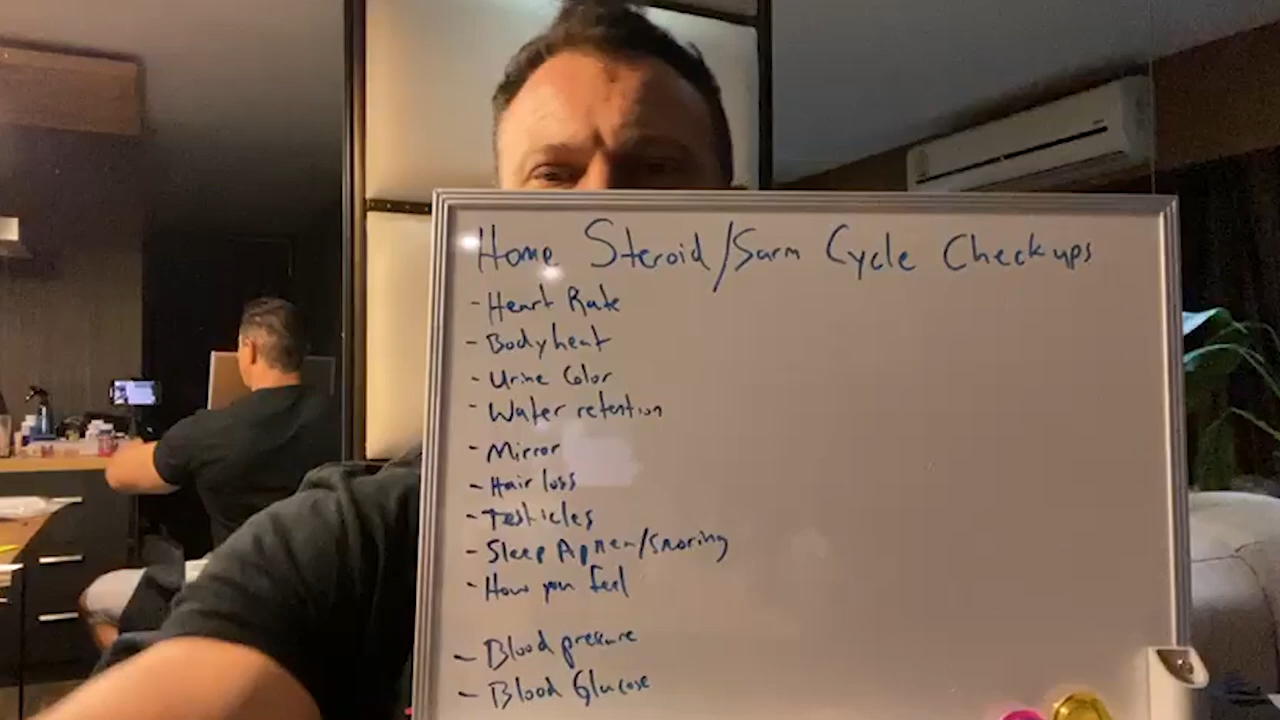 Home Steroid/Sarm Cycle Checkups
- Heart Rate
- Bodyheat
- Urine Color
- Water retention
- Mirror
- Hair loss
- Testicles
- Sleep Apnea/snoring
- How you feel
- Blood pressure
- Blood Glucose